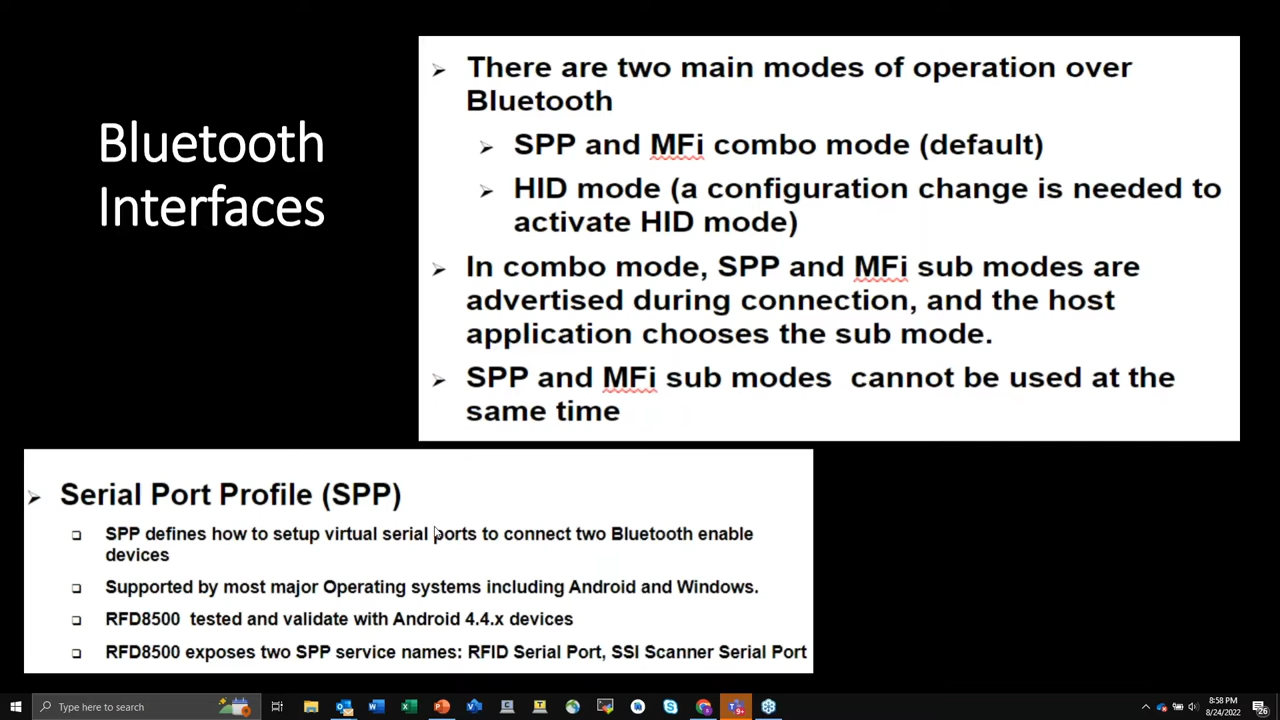 Bluetooth
Interfaces
There are two main modes of operation over
Bluetooth
SPP and MFi combo mode (default)
HID mode (a configuration change is needed to
activate HID mode)
In combo mode, SPP and MFi sub modes are
advertised during connection, and the host
application chooses the sub mode.
SPP and MFi sub modes cannot be used at the
same time
Serial Port Profile (SPP)
SPP defines how to setup virtual serial ports to connect two Bluetooth enable
devices
Supported by most major Operating systems including Android and Windows.
RFD8500 tested and validate with Android 4.4.x devices
RFD8500 exposes two SPP service names: RFID Serial Port, SSI Scanner Serial Port
Type here to search
8:58 PM
8/24/2022
26
9+